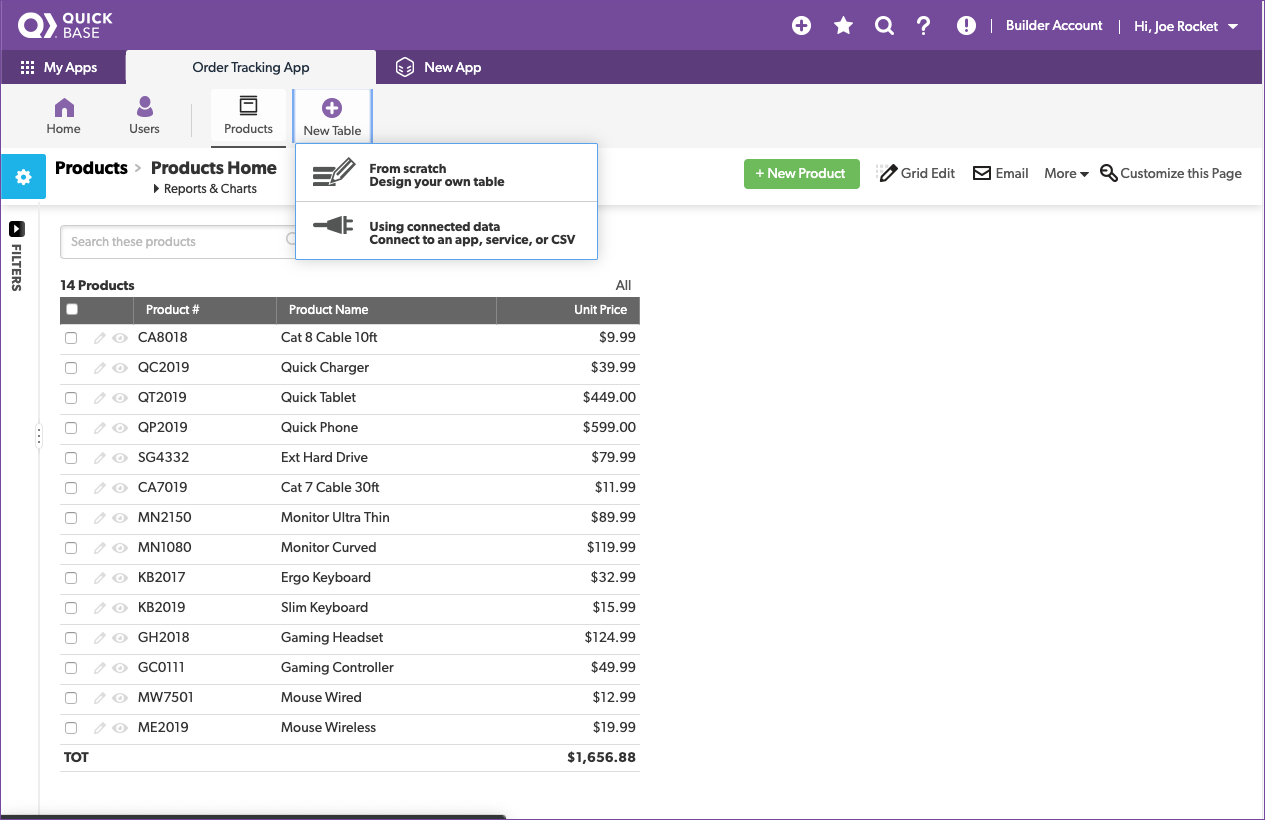 QUICK
BASE
Builder Account
Hi, Joe Rocket
My Apps
Order Tracking App
New App
Home
Users
Products
New Table
Products > Products Home
Reports & Charts
From scratch
Design your own table
Using connected data
Connect to an app, service, or CSV
+ New Product
Grid Edit
Email
More
Customize this Page
FILTERS
Search these products
14 Products All
Product # Product Name Unit Price
CA8018 Cat 8 Cable 10ft $9.99
QC2019 Quick Charger $39.99
QT2019 Quick Tablet $449.00
QP2019 Quick Phone $599.00
SG4332 Ext Hard Drive $79.99
CA7019 Cat 7 Cable 30ft $11.99
MN2150 Monitor Ultra Thin $89.99
MN1080 Monitor Curved $119.99
KB2017 Ergo Keyboard $32.99
KB2019 Slim Keyboard $15.99
GH2018 Gaming Headset $124.99
GC0111 Gaming Controller $49.99
MW7501 Mouse Wired $12.99
ME2019 Mouse Wireless $19.99
TOT $1,656.88